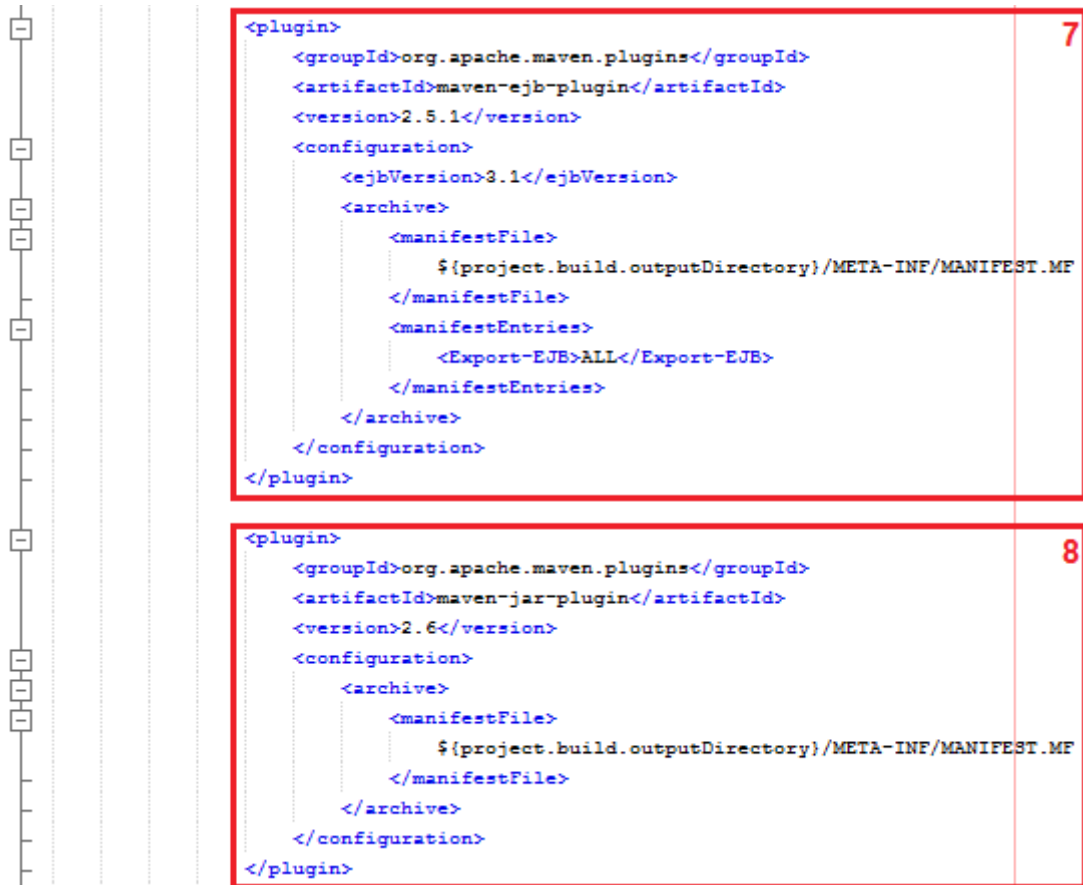 <plugin>
7
<groupId>org.apache.maven.plugins</groupId>
<artifactId>maven-ejb-plugin</artifactId>
<version>2.5.1</version>
<configuration>
<ejbVersion>3.1</ejbVersion>
<archive>
<manifestFile>
${project.build.outputDirectory}/META-INF/MANIFEST.MF
</manifestFile>
<manifestEntries>
<Export-EJB>ALL</Export-EJB>
</manifestEntries>
</archive>
</configuration>
</plugin>
<plugin>
8
<groupId>org.apache.maven.plugins</groupId>
<artifactId>maven-jar-plugin</artifactId>
<version>2.6</version>
<configuration>
<archive>
<manifestFile>
${project.build.outputDirectory}/META-INF/MANIFEST.MF
</manifestFile>
</archive>
</configuration>
</plugin>